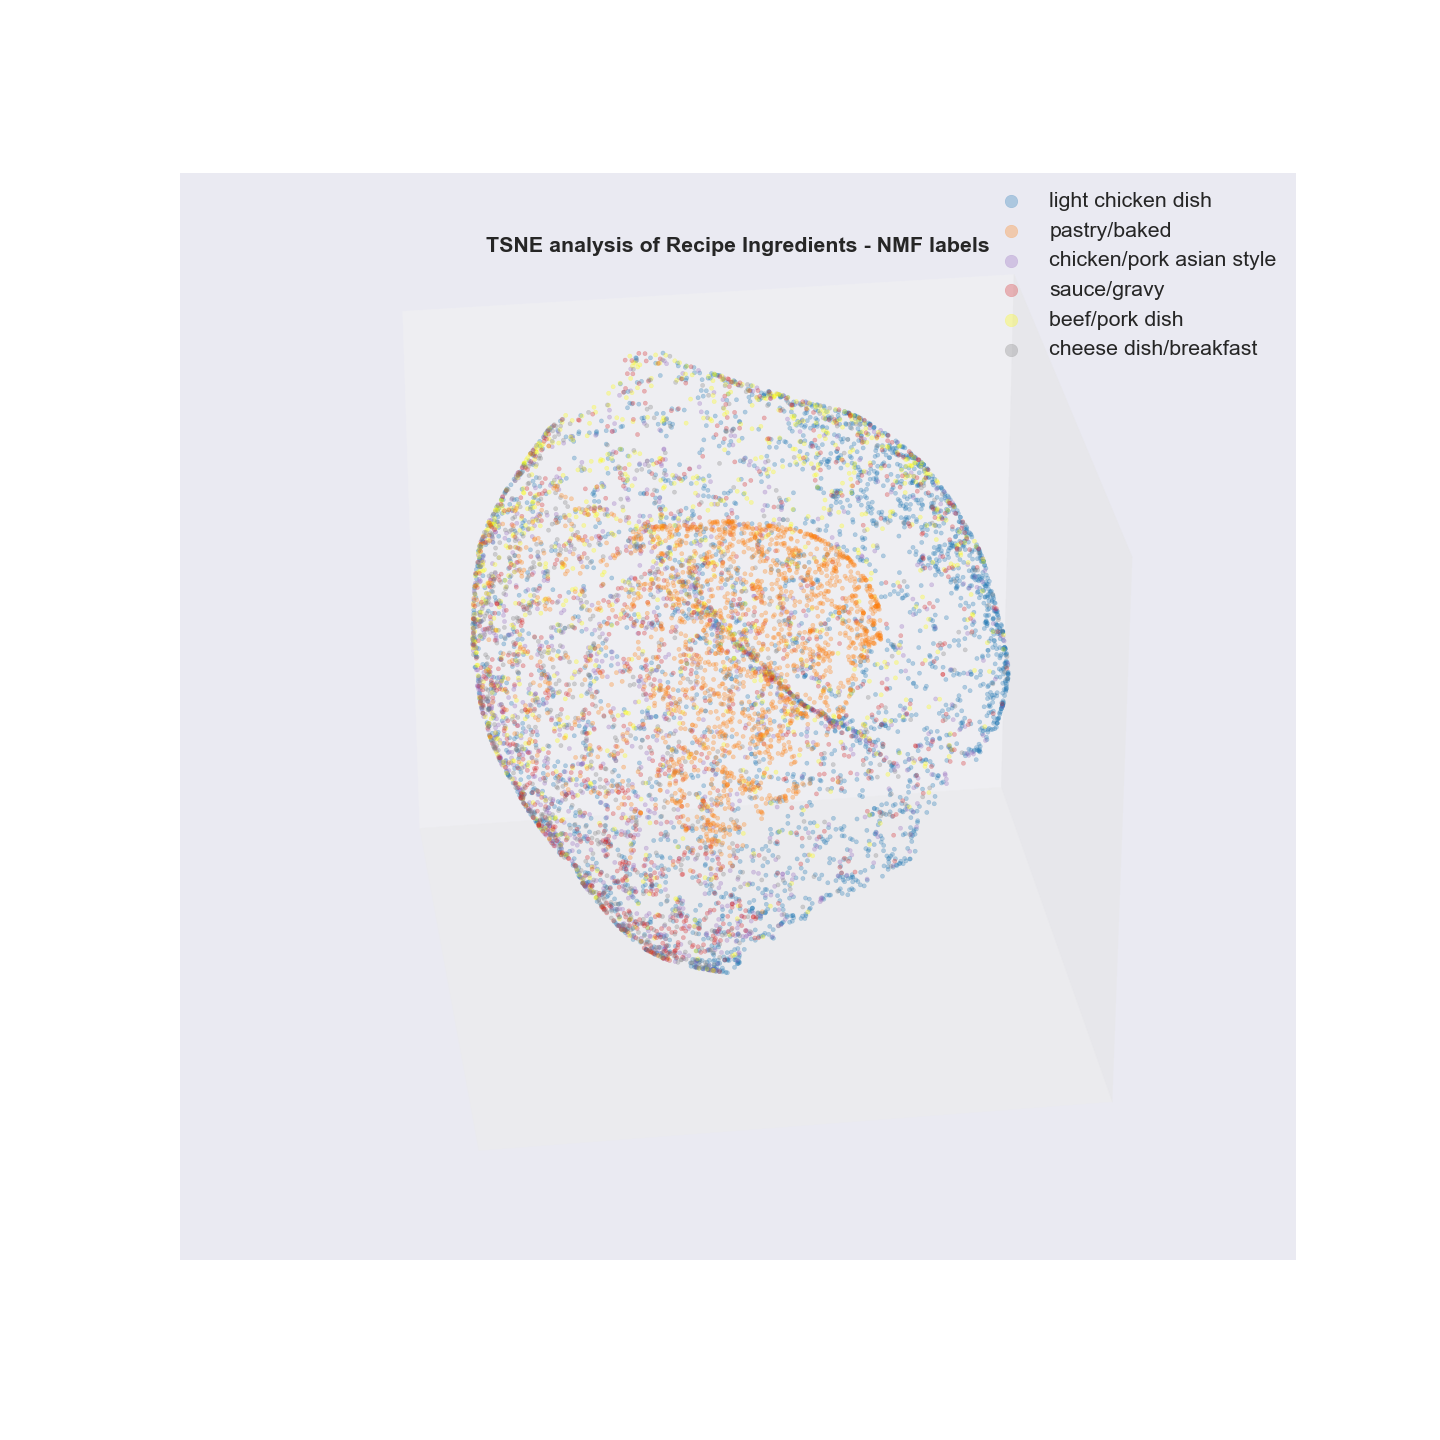 TSNE analysis of Recipe Ingredients - NMF labels
light chicken dish
pastry/baked
chicken/pork asian style
sauce/gravy
beef/pork dish
cheese dish/breakfast